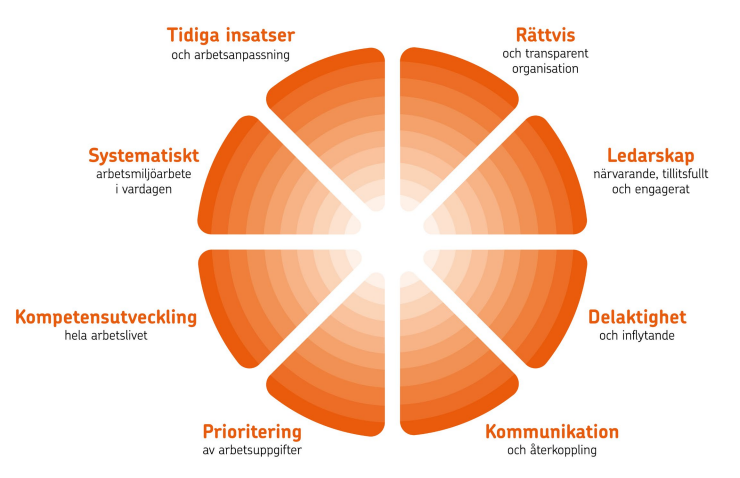 Tidiga insatser
och arbetsanpassning
Rättvis
och transparent
organisation
Systematiskt
arbetsmiljöarbete
i vardagen
Ledarskap
närvarande, tillitsfullt
och engagerat
Kompetensutveckling
hela arbetslivet
Delaktighet
och inflytande
Prioritering
av arbetsuppgifter
Kommunikation
och återkoppling